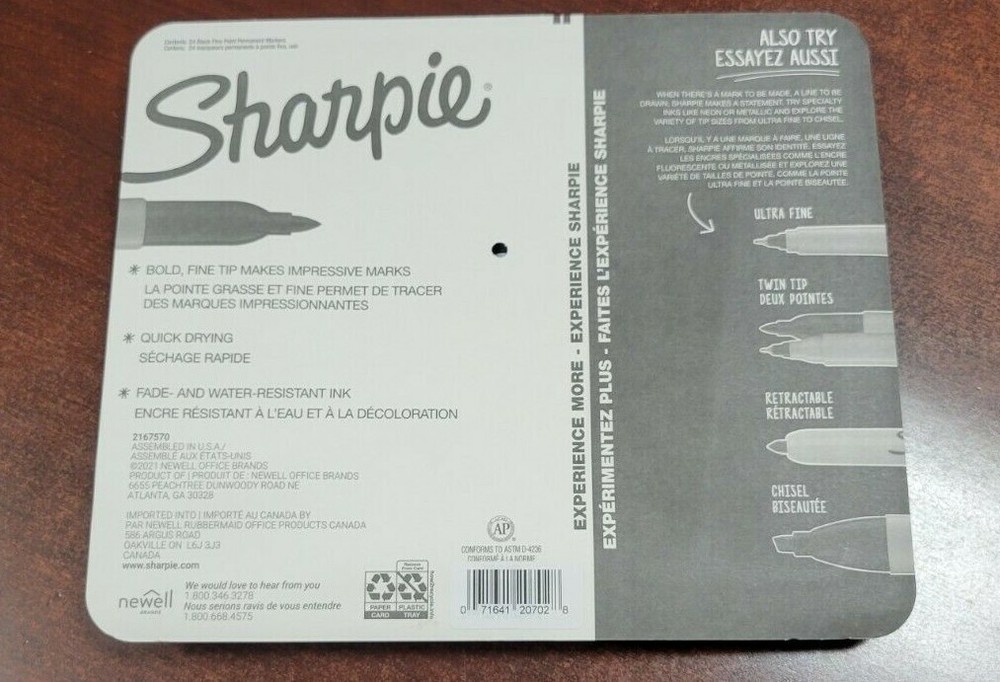 Contents: 24 Black Fine Point Permanent Markers
Sharpie®
* BOLD, FINE TIP MAKES IMPRESSIVE MARKS
LA POINTE GRASSE ET FINE PERMET DE TRACER
DES MARQUES IMPRESSIONNANTES
* QUICK DRYING
SÉCHAGE RAPIDE
* FADE- AND WATER-RESISTANT INK
ENCRE RÉSISTANT À L'EAU ET À LA DÉCOLORATION
2167570
ASSEMBLED IN U.S.A./
ASSEMBLÉ AUX ÉTATS-UNIS
©2021 NEWELL OFFICE BRANDS
PRODUCT OF | PRODUIT DE : NEWELL OFFICE BRANDS
6655 PEACHTREE DUNWOODY ROAD NE
ATLANTA, GA 30328
IMPORTED INTO | IMPORTÉ AU CANADA BY
PAR NEWELL RUBBERMAID OFFICE PRODUCTS CANADA
586 ARGUS ROAD
OAKVILLE ON L6J 3J3
CANADA
www.sharpie.com
newell
BRANDS
We would love to hear from you
1.800.346.3278
Nous serions ravis de vous entendre
1.800.668.4575
PAPER
CARD
PLASTIC
TRAY
AP
CONFORMS TO ASTM D-4236
CONFORMÉ À LA NORME
0 71641 20702 8
EXPERIENCE MORE - EXPERIENCE SHARPIE
EXPÉRIMENTEZ PLUS - FAITES L'EXPÉRIENCE SHARPIE
ALSO TRY
ESSAYEZ AUSSI
WHEN THERE'S A MARK TO BE MADE, A LINE TO BE
DRAWN, SHARPIE MAKES A STATEMENT. TRY SPECIALTY
INKS LIKE NEON OR METALLIC AND EXPLORE THE
VARIETY OF TIP SIZES FROM ULTRA FINE TO CHISEL.
LORSQU'IL Y A UNE MARQUE À FAIRE, UNE LIGNE
À TRACER, SHARPIE AFFIRME SON IDENTITÉ. ESSAYEZ
LES ENCRES SPÉCIALISÉES COMME L'ENCRE
FLUORESCENTE OU MÉTALLISÉE ET EXPLOREZ UNE
VARIÉTÉ DE TAILLES DE POINTE, COMME LA POINTE
ULTRA FINE ET LA POINTE BISEAUTÉE.
ULTRA FINE
TWIN TIP
DEUX POINTES
RETRACTABLE
RÉTRACTABLE
CHISEL
BISEAUTÉE